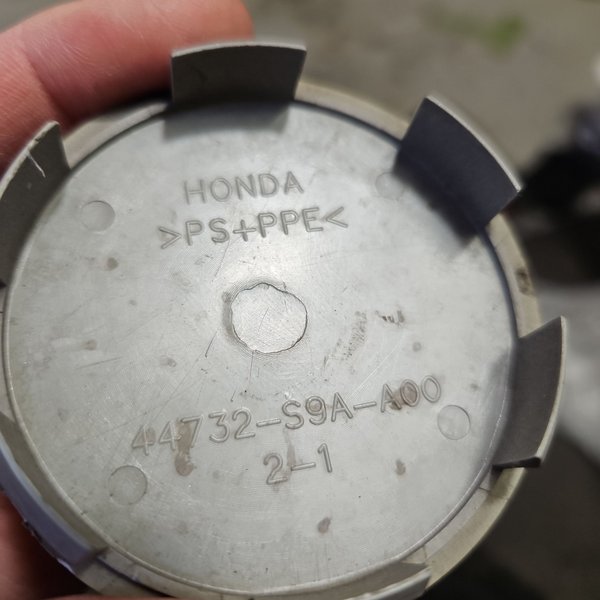 HONDA
>PS+PPE<
44732-S9A-A00
2-1